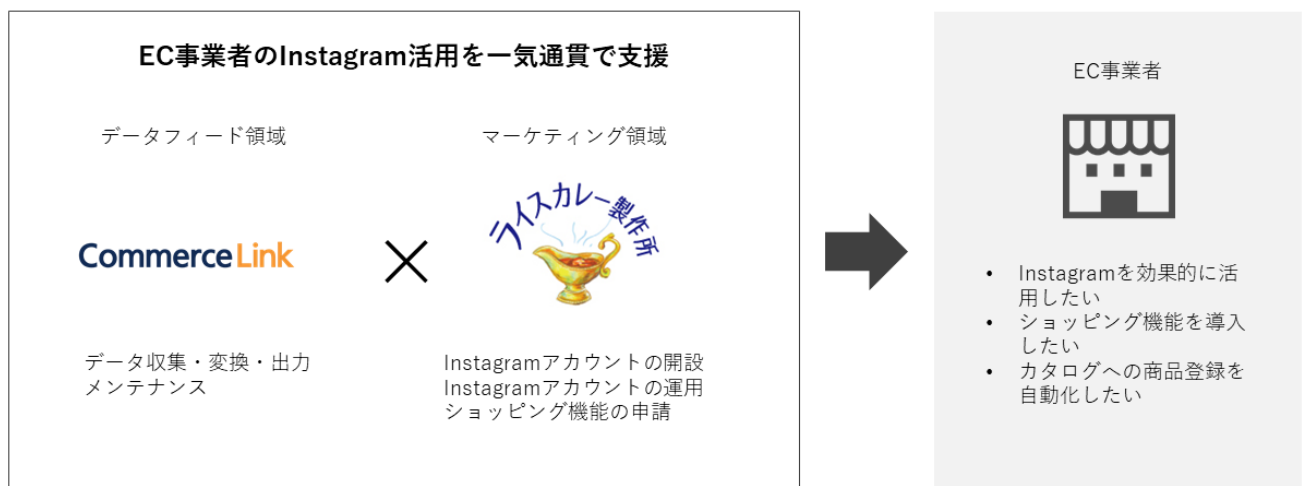 EC事業者のInstagram活用を一気通貫で支援
データフィード領域
マーケティング領域
CommerceLink
ライスカレー製作所
データ収集・変換・出力
メンテナンス
Instagramアカウントの開設
Instagramアカウントの運用
ショッピング機能の申請
EC事業者
• Instagramを効果的に活
用したい
• ショッピング機能を導入
したい
• カタログへの商品登録を
自動化したい